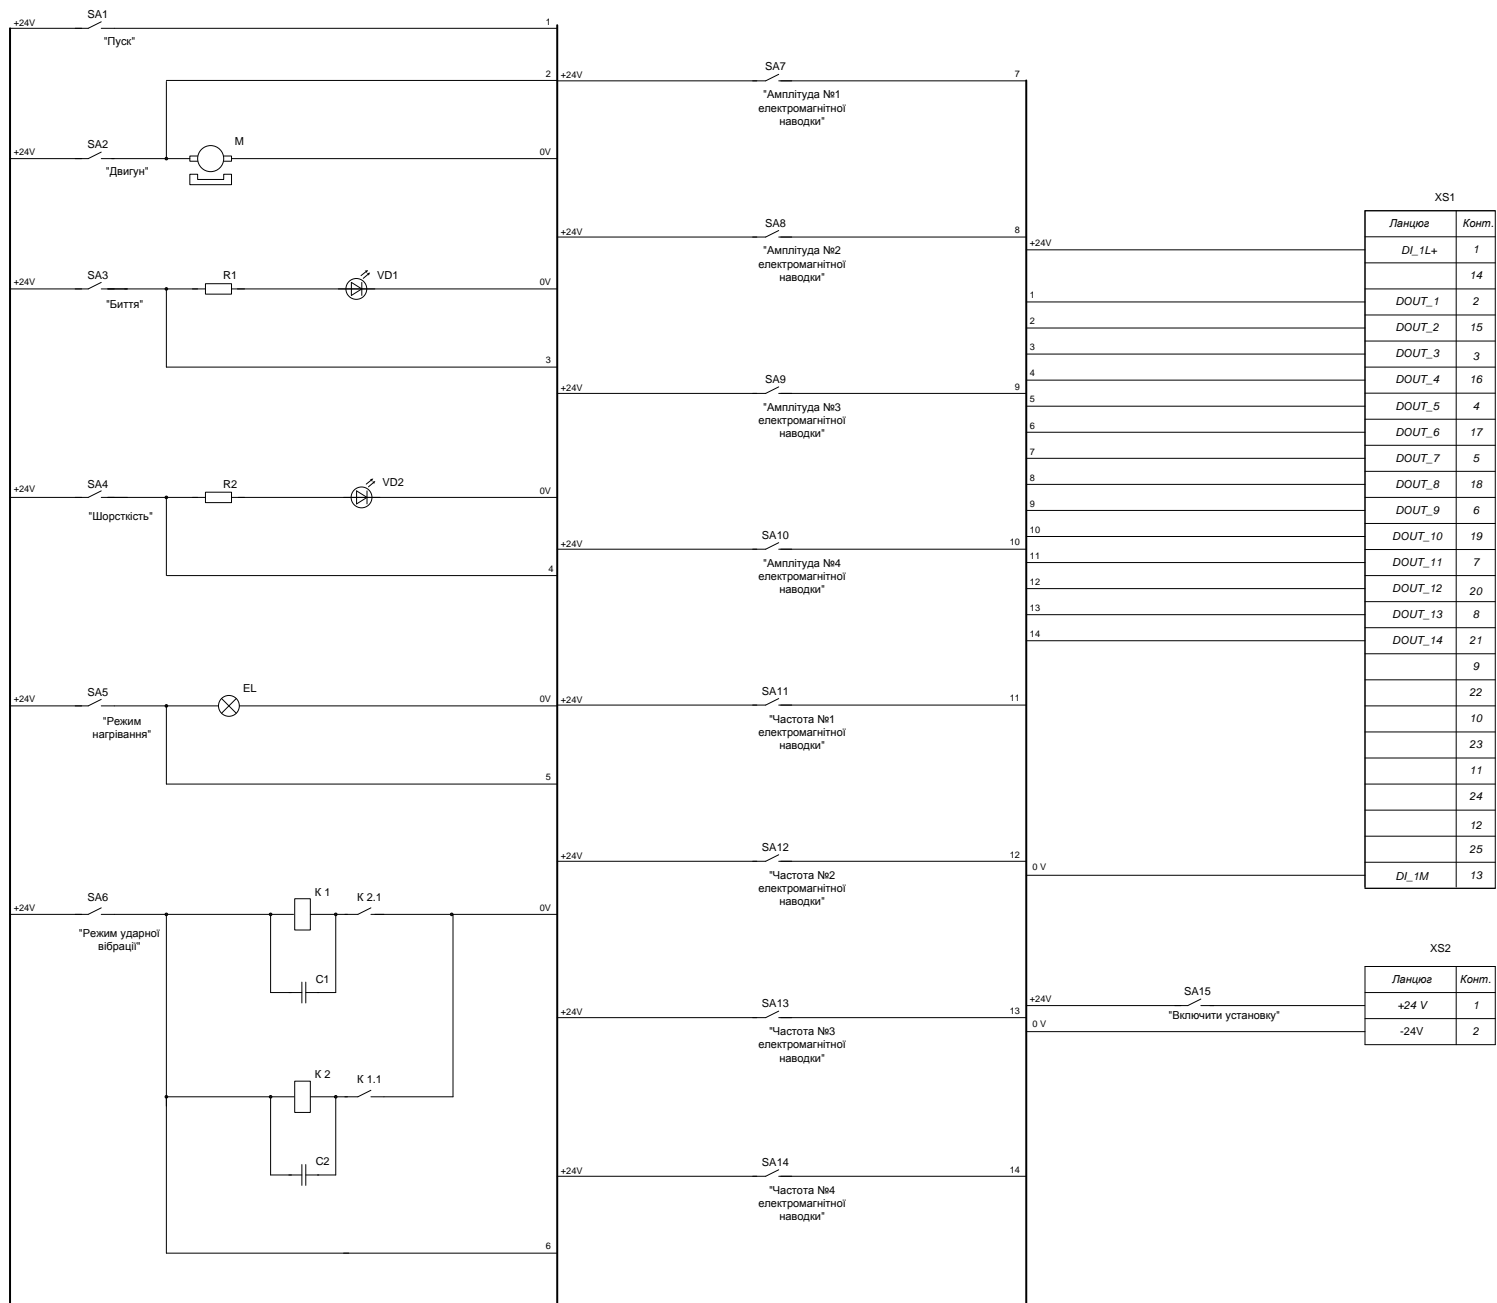 SA1
+24V
1
"Пуск"
2
SA2
+24V
M
0V
"Двигун"
SA3
+24V
R1
VD1
0V
"Биття"
3
SA4
+24V
R2
VD2
0V
"Шорсткість"
4
SA5
+24V
EL
0V
"Режим
нагрівання"
5
SA6
+24V
K 1
K 2.1
0V
"Режим ударної
вібрації"
C1
K 2
K 1.1
C2
6
+24V
SA7
7
"Амплітуда №1
електромагнітної
наводки"
+24V
SA8
8
"Амплітуда №2
електромагнітної
наводки"
+24V
SA9
9
"Амплітуда №3
електромагнітної
наводки"
+24V
SA10
10
"Амплітуда №4
електромагнітної
наводки"
+24V
SA11
11
"Частота №1
електромагнітної
наводки"
+24V
SA12
12
"Частота №2
електромагнітної
наводки"
+24V
SA13
13
"Частота №3
електромагнітної
наводки"
+24V
SA14
14
"Частота №4
електромагнітної
наводки"
XS1
Ланцюг Конт.
+24V DI_1L+ 1
14
1 DOUT_1 2
2 DOUT_2 15
3 DOUT_3 3
4 DOUT_4 16
5 DOUT_5 4
6 DOUT_6 17
7 DOUT_7 5
8 DOUT_8 18
9 DOUT_9 6
10 DOUT_10 19
11 DOUT_11 7
12 DOUT_12 20
13 DOUT_13 8
14 DOUT_14 21
9
22
10
23
11
24
12
25
0 V DI_1M 13
XS2
Ланцюг Конт.
+24V SA15 +24 V 1
"Включити установку"
0 V -24V 2